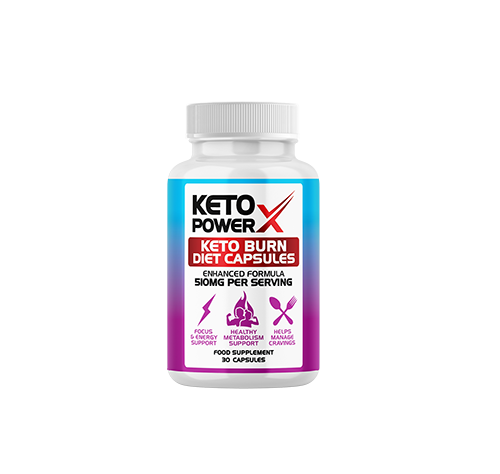 KETO
POWER X
KETO BURN
DIET CAPSULES
ENHANCED FORMULA
510MG PER SERVING
FOCUS
& ENERGY
SUPPORT
HEALTHY
METABOLISM
SUPPORT
HELPS
MANAGE
CRAVINGS
FOOD SUPPLEMENT
30 CAPSULES